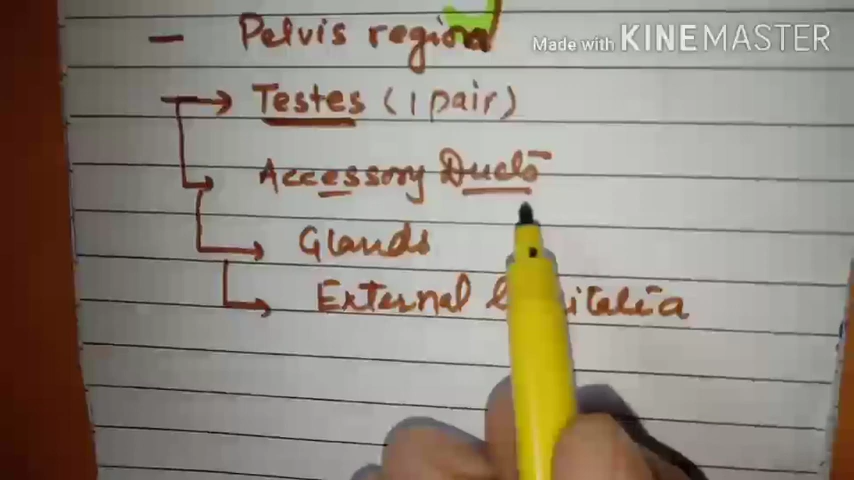 — Pelvis region
Made with KINEMASTER
→ Testes (1 pair)
→ Accessory Ducts
→ Glands
→ External